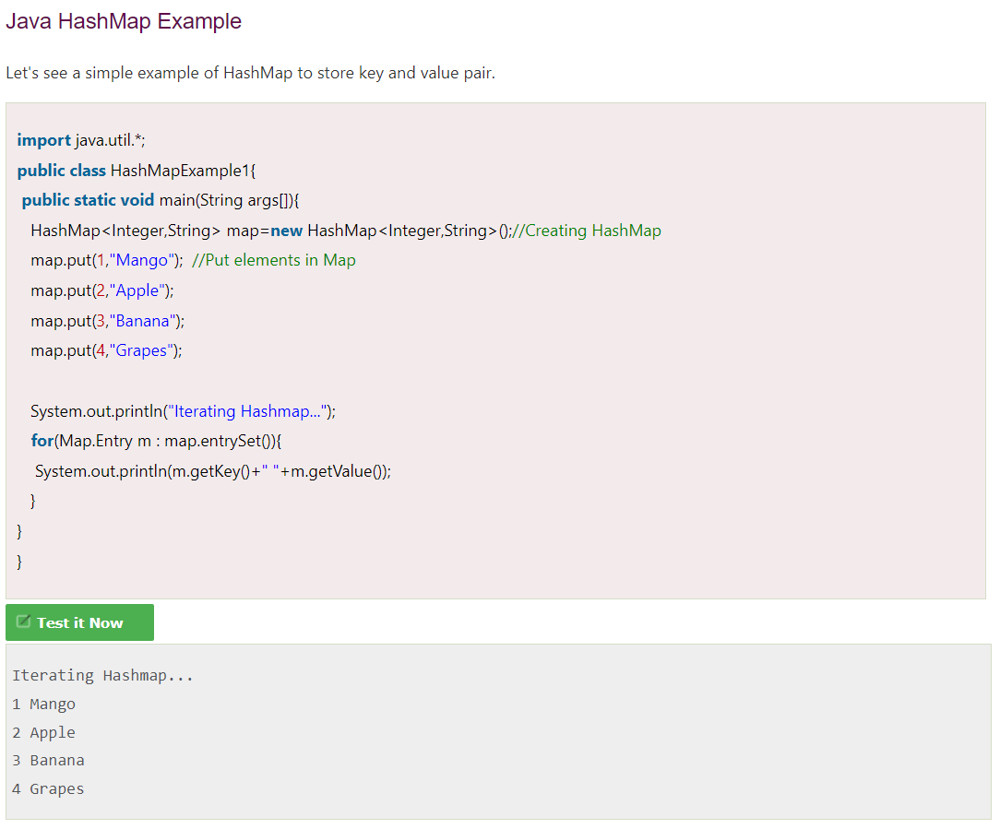 Java HashMap Example
Let's see a simple example of HashMap to store key and value pair.
import java.util.*;
public class HashMapExample1{
public static void main(String args[]){
HashMap<Integer,String> map=new HashMap<Integer,String>();//Creating HashMap
map.put(1,"Mango");  //Put elements in Map
map.put(2,"Apple");
map.put(3,"Banana");
map.put(4,"Grapes");
System.out.println("Iterating Hashmap...");
for(Map.Entry m : map.entrySet()){
System.out.println(m.getKey()+" "+m.getValue());
}
}
}
Test it Now
Iterating Hashmap...
1 Mango
2 Apple
3 Banana
4 Grapes